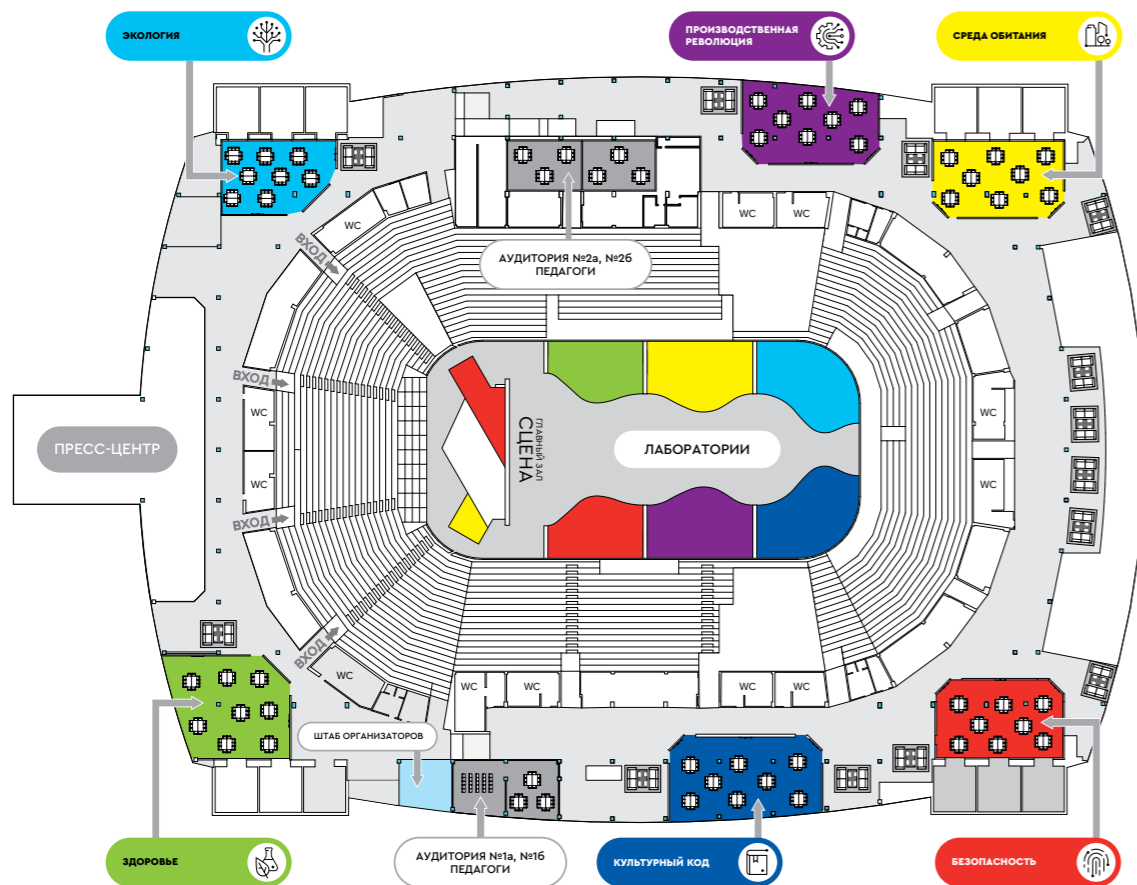 ЭКОЛОГИЯ
ПРОИЗВОДСТВЕННАЯ
РЕВОЛЮЦИЯ
СРЕДА ОБИТАНИЯ
WC
WC
WC
ВХОД
АУДИТОРИЯ №2а, №2б
ПЕДАГОГИ
ВХОД
WC
WC
ПРЕСС-ЦЕНТР
ГЛАВНЫЙ ЗАЛ
СЦЕНА
ЛАБОРАТОРИИ
WC
WC
ВХОД
ВХОД
WC
WC
WC
WC
WC
ШТАБ ОРГАНИЗАТОРОВ
ЗДОРОВЬЕ
АУДИТОРИЯ №1а, №1б
ПЕДАГОГИ
КУЛЬТУРНЫЙ КОД
БЕЗОПАСНОСТЬ